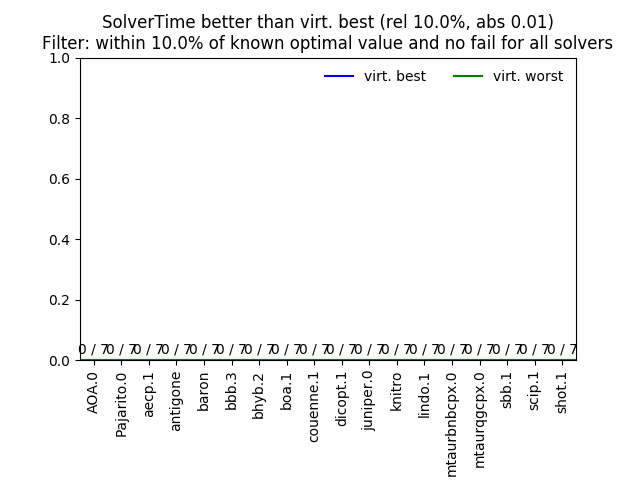 SolverTime better than virt. best (rel 10.0%, abs 0.01)
Filter: within 10.0% of known optimal value and no fail for all solvers
virt. best virt. worst
1.0
0.8
0.6
0.4
0.2
0.0
0 / 7 0 / 7 0 / 7 0 / 7 0 / 7 0 / 7 0 / 7 0 / 7 0 / 7 0 / 7 0 / 7 0 / 7 0 / 7 0 / 7 0 / 7 0 / 7 0 / 7 0 / 7
AOA.0
Pajarito.0
aecp.1
antigone
baron
bbb.3
bhyb.2
boa.1
couenne.1
dicopt.1
juniper.0
knitro
lindo.1
mtaurbnbcpx.0
mtaurqgcpx.0
sbb.1
scip.1
shot.1